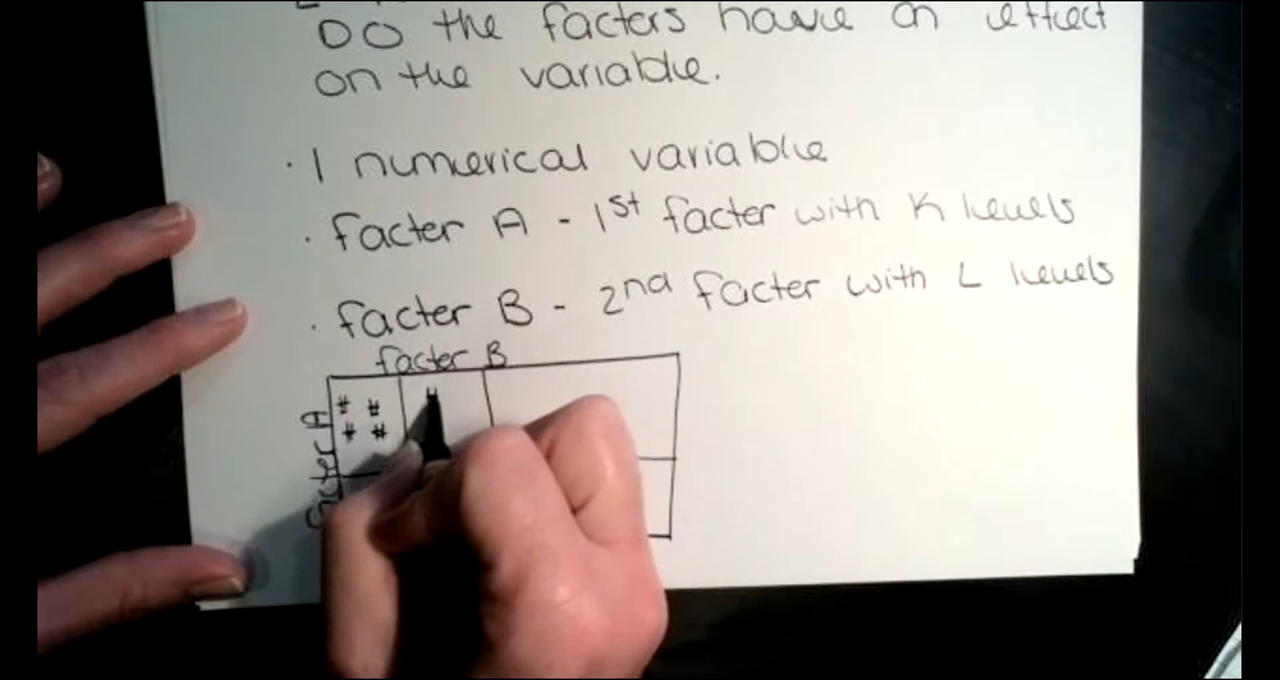 Do the factors have an effect
on the variable.
· 1 numerical variable
· facter A - 1st facter with K levels
· facter B - 2nd facter with L levels
facter B
facter A
# #
# #